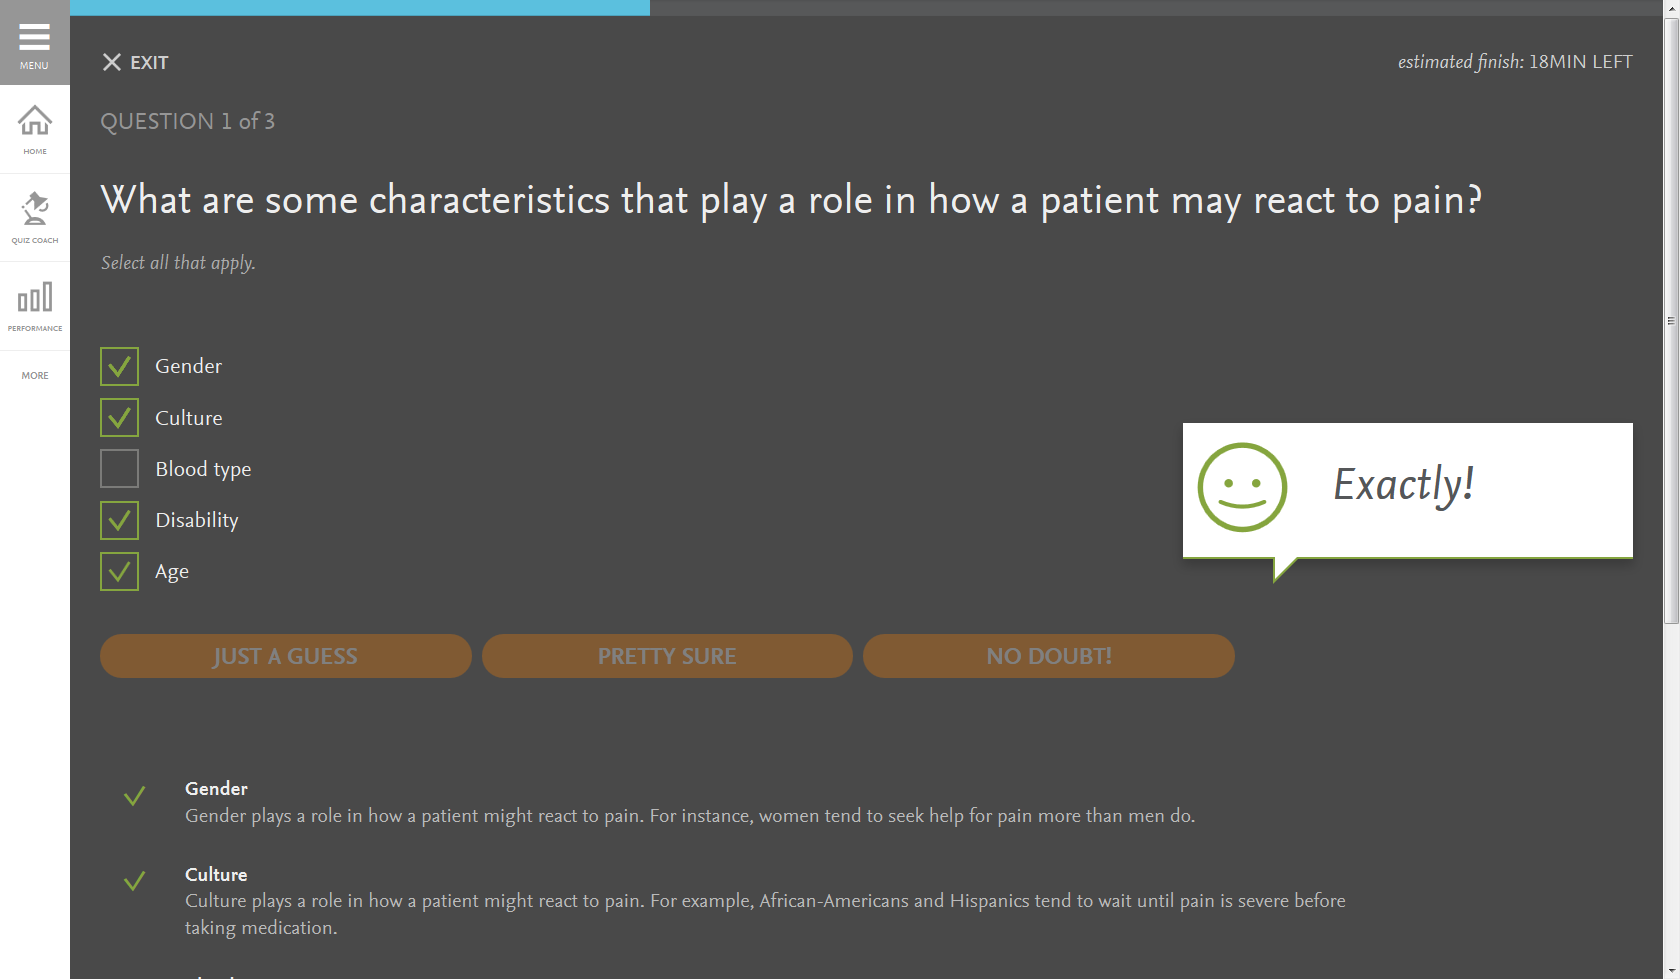 MENU
HOME
QUIZ COACH
PERFORMANCE
MORE
EXIT
estimated finish: 18MIN LEFT
QUESTION 1 of 3
What are some characteristics that play a role in how a patient may react to pain?
Select all that apply.
Gender
Culture
Blood type
Disability
Age
Exactly!
JUST A GUESS
PRETTY SURE
NO DOUBT!
Gender
Gender plays a role in how a patient might react to pain. For instance, women tend to seek help for pain more than men do.
Culture
Culture plays a role in how a patient might react to pain. For example, African-Americans and Hispanics tend to wait until pain is severe before
taking medication.